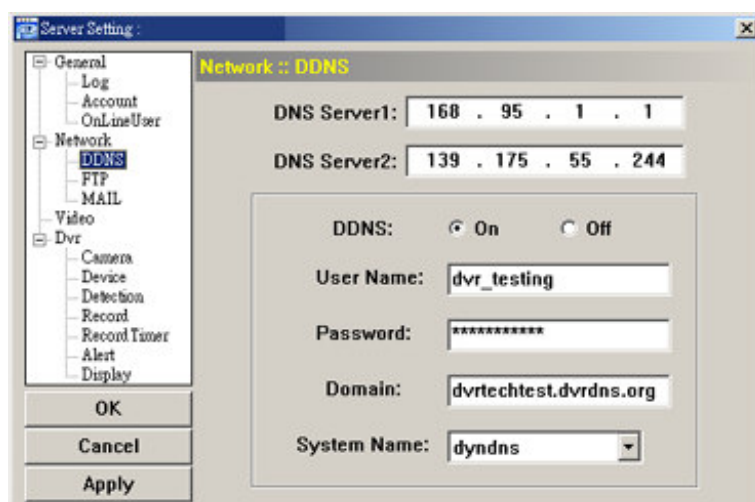 Server Setting :
General
Log
Account
OnLineUser
Network
DDNS
FTP
MAIL
Video
Dvr
Camera
Device
Detection
Record
Record Timer
Alert
Display
OK
Cancel
Apply
Network :: DDNS
DNS Server1: 168 . 95 . 1 . 1
DNS Server2: 139 . 175 . 55 . 244
DDNS: On Off
User Name: dvr_testing
Password: ***********
Domain: dvrtechtest.dvrdns.org
System Name: dyndns